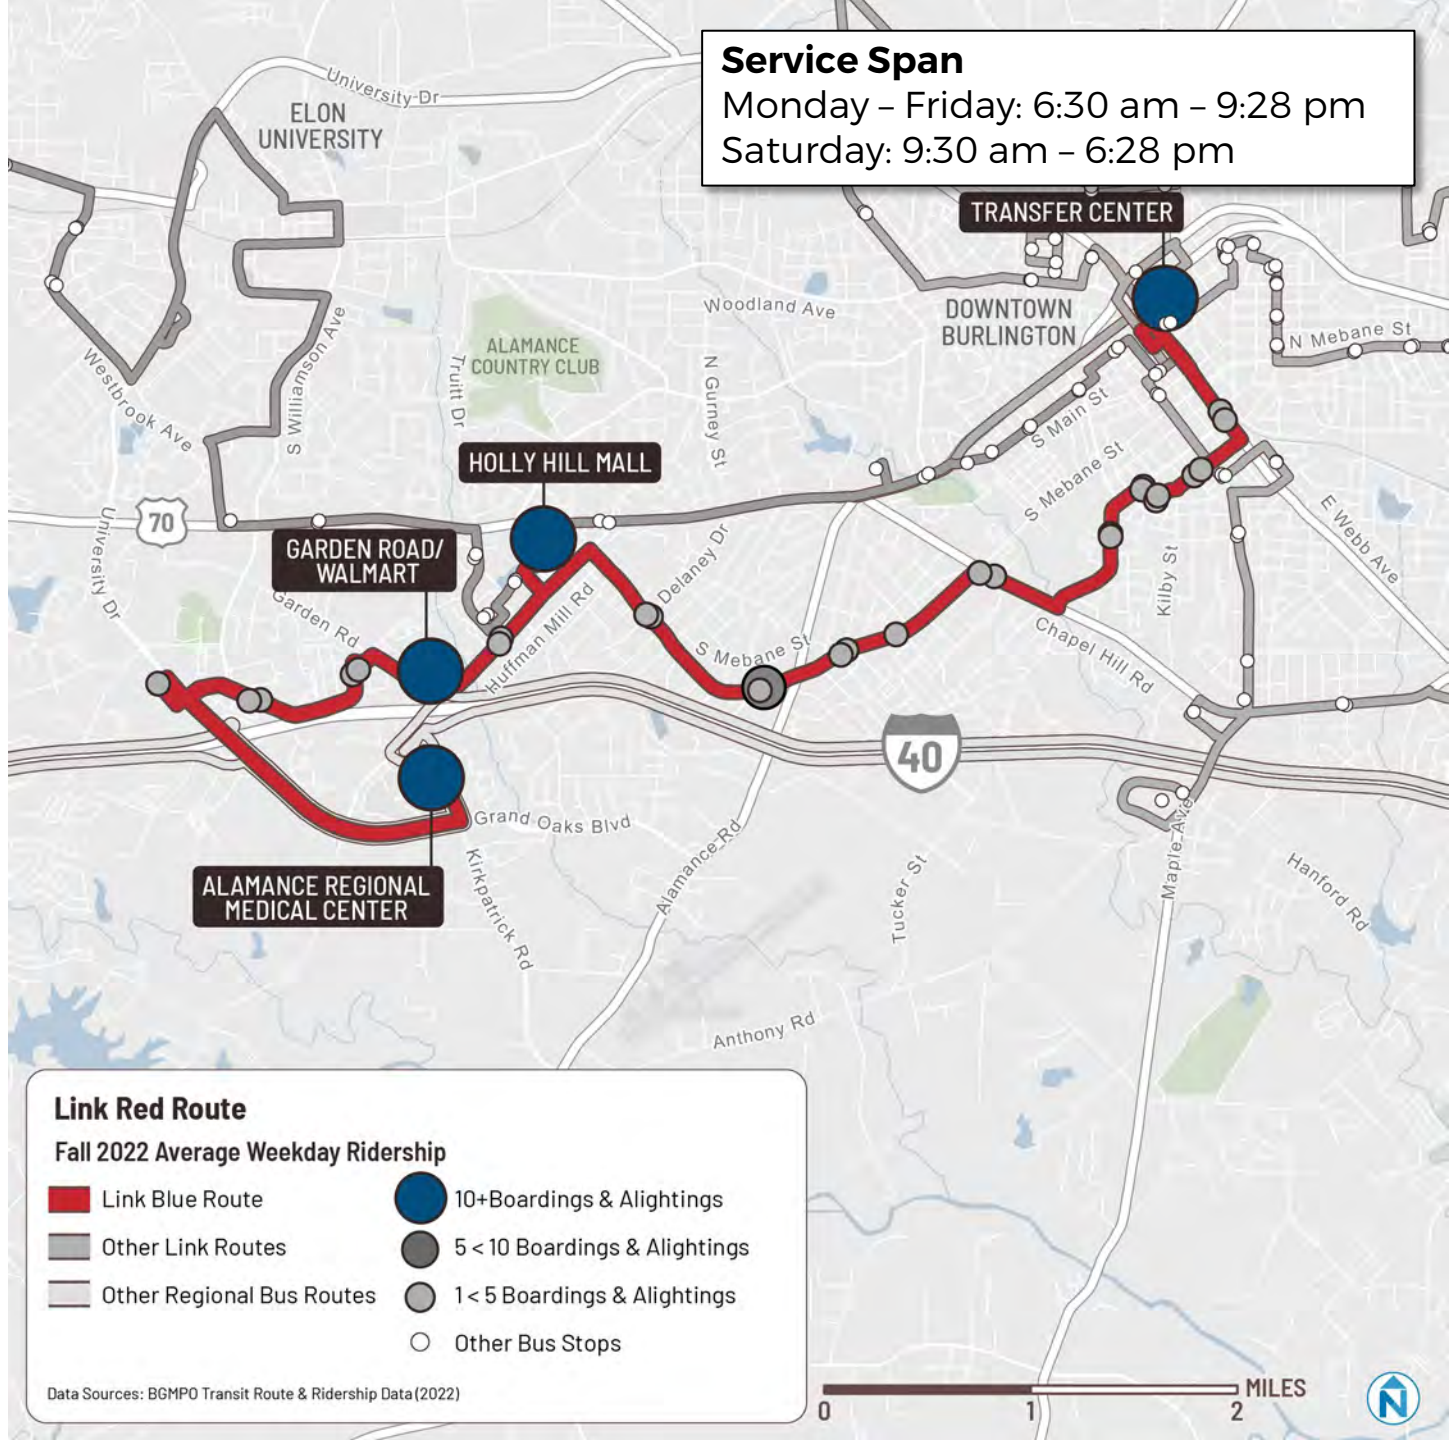 Service Span
Monday – Friday: 6:30 am – 9:28 pm
Saturday: 9:30 am – 6:28 pm
University Dr
ELON
UNIVERSITY
TRANSFER CENTER
Woodland Ave
DOWNTOWN
BURLINGTON
N Mebane St
ALAMANCE
COUNTRY CLUB
Westbrook Ave
S Williamson Ave
Truitt Dr
N Gurney St
S Main St
S Mebane St
HOLLY HILL MALL
70
University Dr
GARDEN ROAD/
WALMART
Garden Rd
Huffman Mill Rd
Delaney Dr
S Mebane St
Kilby St
E Webb Ave
Chapel Hill Rd
40
Grand Oaks Blvd
Kirkpatrick Rd
Alamance Rd
Tucker St
Maple Ave
Hanford Rd
ALAMANCE REGIONAL
MEDICAL CENTER
Anthony Rd
Link Red Route
Fall 2022 Average Weekday Ridership
Link Blue Route
Other Link Routes
Other Regional Bus Routes
10+Boardings & Alightings
5 < 10 Boardings & Alightings
1 < 5 Boardings & Alightings
Other Bus Stops
Data Sources: BGMPO Transit Route & Ridership Data (2022)
MILES
0 1 2
N